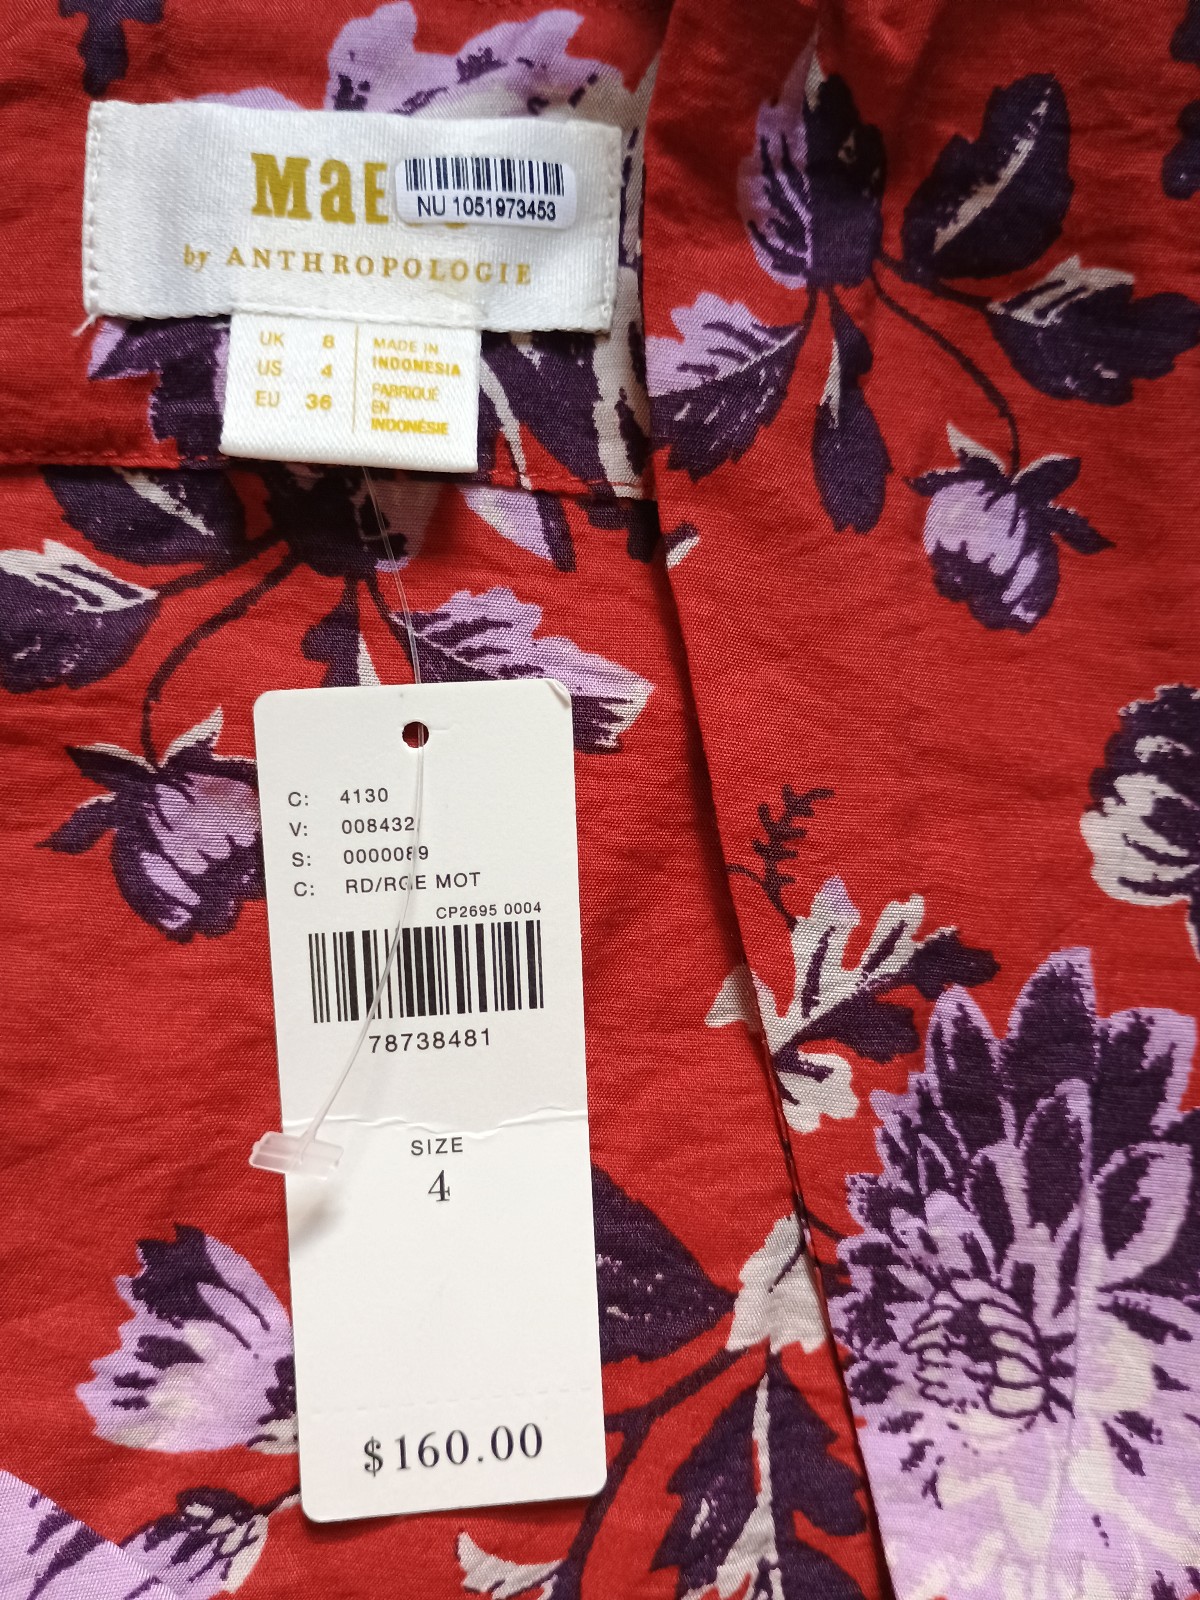 MaE
NU 1051973453
by ANTHROPOLOGIE
UK 8
US 4
EU 36
MADE IN
INDONESIA
FABRIQUÉ
EN
INDONÉSIE
C: 4130
V: 008432
S: 0000089
C: RD/RGE MOT
CP2695 0004
78738481
SIZE
4
$160.00